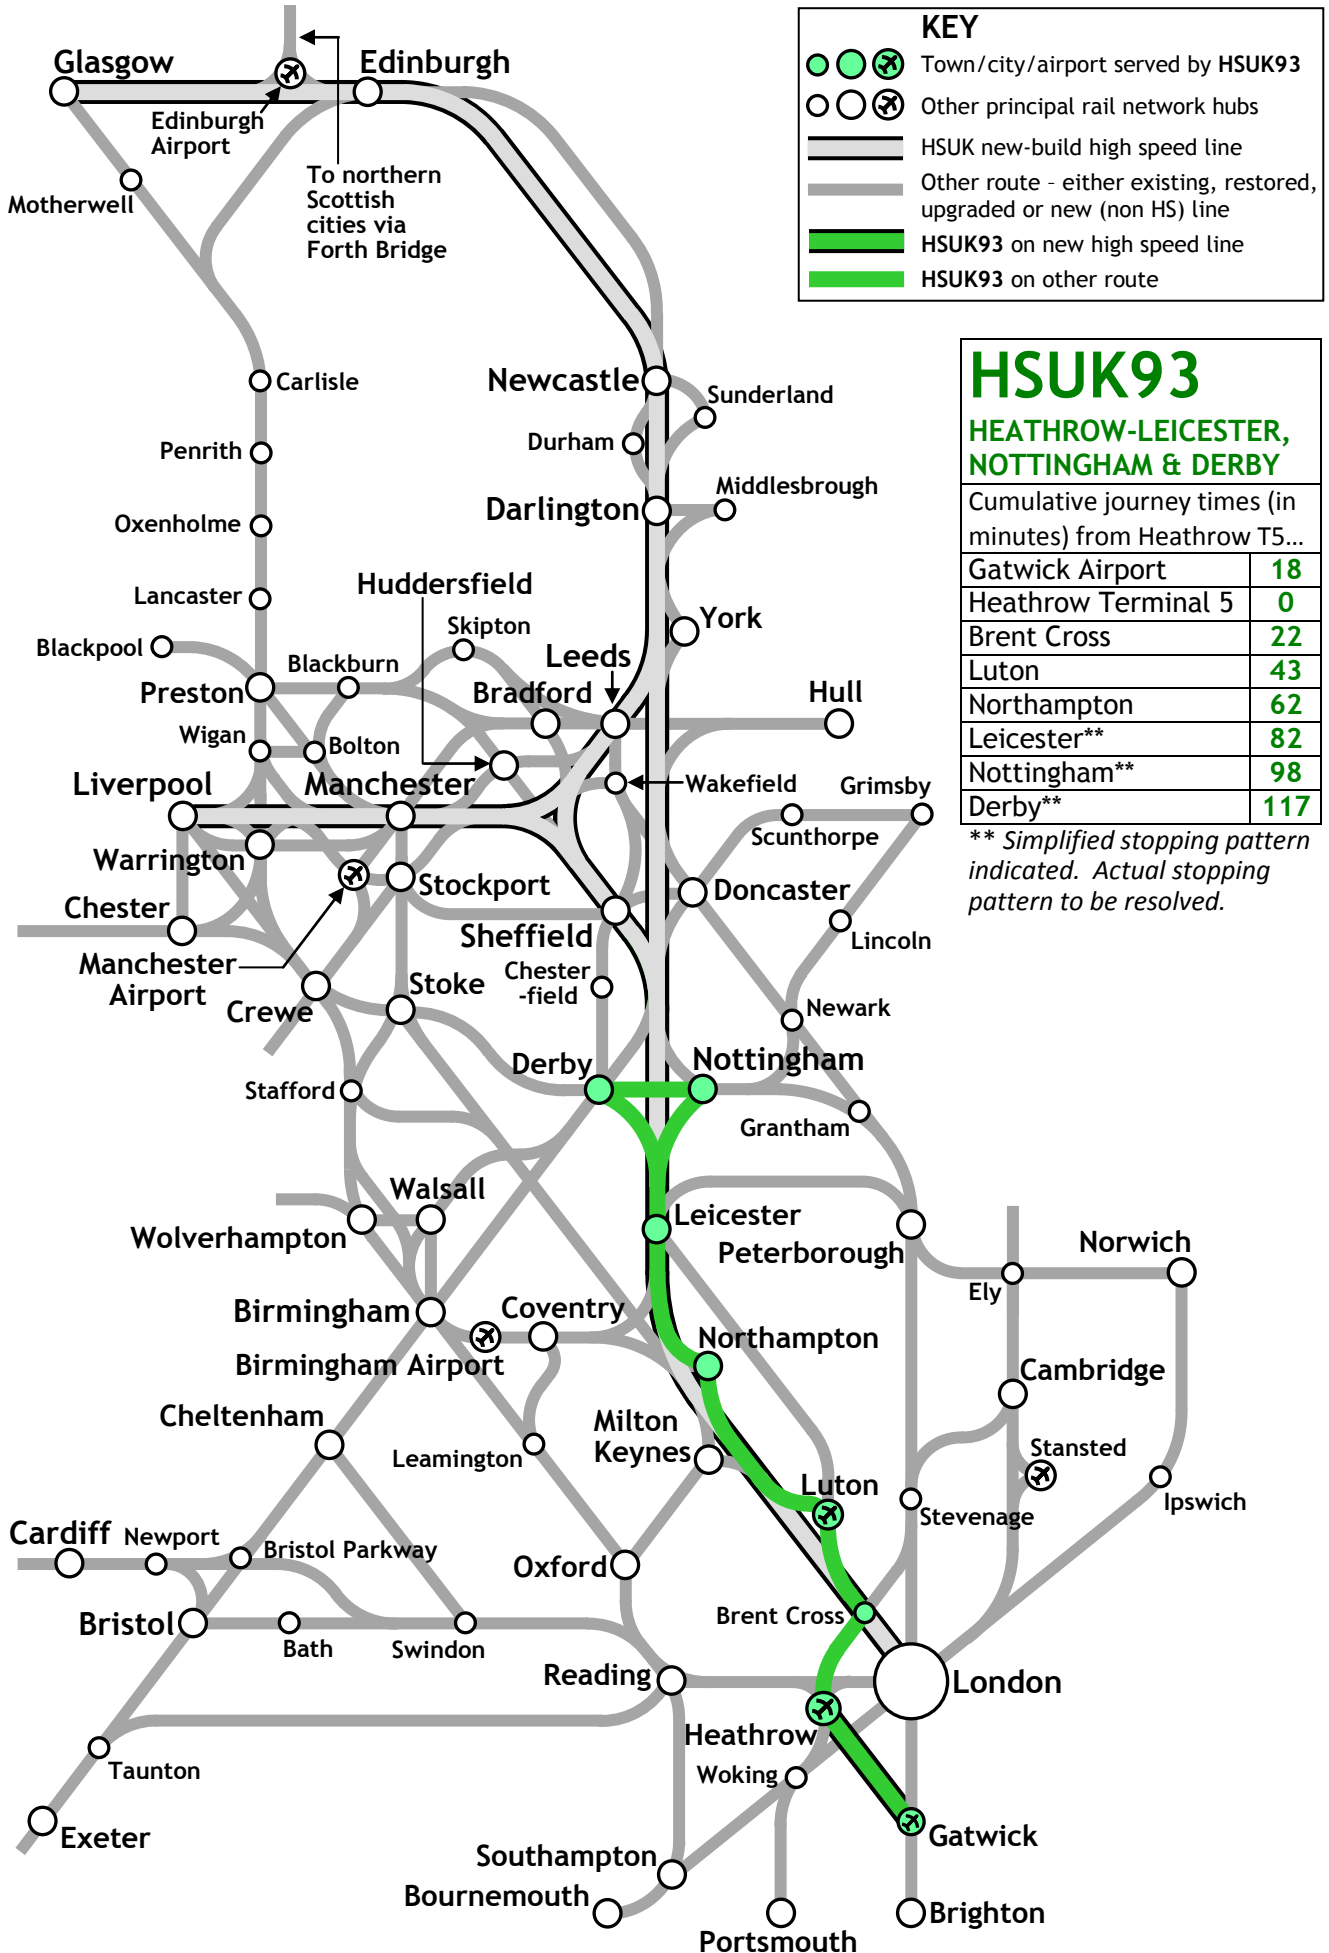 KEY
Town/city/airport served by HSUK93
Other principal rail network hubs
HSUK new-build high speed line
Other route – either existing, restored,
upgraded or new (non HS) line
HSUK93 on new high speed line
HSUK93 on other route
HSUK93
HEATHROW-LEICESTER,
NOTTINGHAM & DERBY
Cumulative journey times (in
minutes) from Heathrow T5...
Gatwick Airport 18
Heathrow Terminal 5 0
Brent Cross 22
Luton 43
Northampton 62
Leicester** 82
Nottingham** 98
Derby** 117
** Simplified stopping pattern
indicated.  Actual stopping
pattern to be resolved.
Glasgow
Edinburgh
Edinburgh
Airport
To northern
Scottish
cities via
Forth Bridge
Motherwell
Carlisle
Newcastle
Sunderland
Durham
Penrith
Middlesbrough
Darlington
Oxenholme
Huddersfield
Lancaster
Skipton
York
Blackpool
Blackburn
Leeds
Preston
Bradford
Hull
Wigan
Bolton
Liverpool
Manchester
Wakefield
Grimsby
Scunthorpe
Warrington
Stockport
Doncaster
Chester
Sheffield
Lincoln
Manchester
Airport
Chester
-field
Stoke
Crewe
Newark
Derby
Nottingham
Stafford
Grantham
Walsall
Wolverhampton
Leicester
Peterborough
Norwich
Ely
Birmingham
Coventry
Birmingham Airport
Northampton
Cambridge
Cheltenham
Milton
Keynes
Leamington
Stansted
Luton
Stevenage
Ipswich
Cardiff
Newport
Bristol Parkway
Oxford
Bristol
Bath
Swindon
Brent Cross
Reading
London
Heathrow
Woking
Taunton
Exeter
Gatwick
Southampton
Bournemouth
Portsmouth
Brighton